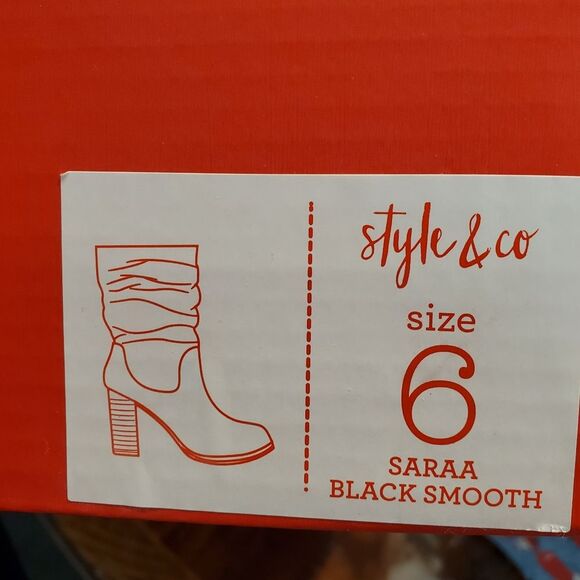 style & co
size
6
SARAA
BLACK SMOOTH